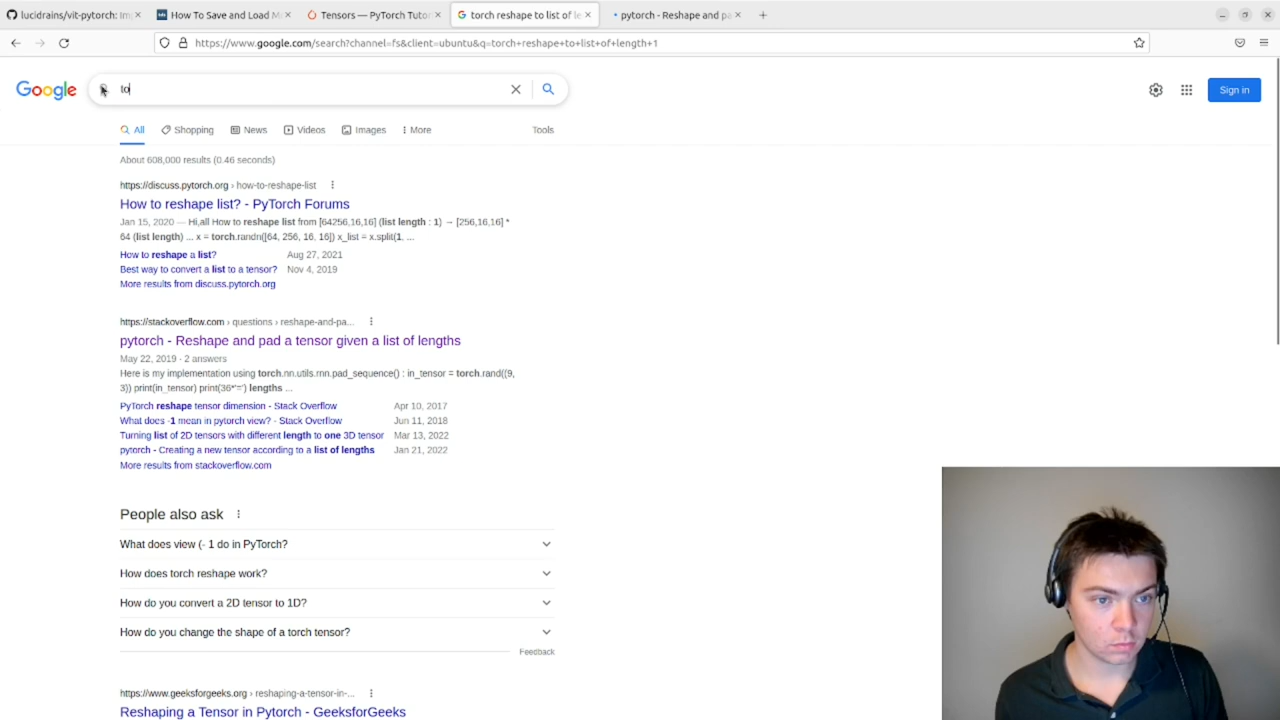 lucidrains/vit-pytorch: Im
How To Save and Load M
Tensors — PyTorch Tutor
torch reshape to list of le
pytorch - Reshape and pa
https://www.google.com/search?channel=fs&client=ubuntu&q=torch+reshape+to+list+of+length+1
Google
to
Sign in
All
Shopping
News
Videos
Images
More
Tools
About 608,000 results (0.46 seconds)
https://discuss.pytorch.org › how-to-reshape-list
How to reshape list? - PyTorch Forums
Jan 15, 2020 — Hi,all How to reshape list from [64256,16,16] (list length : 1) → [256,16,16] *
64 (list length) ... x = torch.randn([64, 256, 16, 16]) x_list = x.split(1, ...
How to reshape a list? Aug 27, 2021
Best way to convert a list to a tensor? Nov 4, 2019
More results from discuss.pytorch.org
https://stackoverflow.com › questions › reshape-and-pa...
pytorch - Reshape and pad a tensor given a list of lengths
May 22, 2019 · 2 answers
Here is my implementation using torch.nn.utils.rnn.pad_sequence() : in_tensor = torch.rand((9,
3)) print(in_tensor) print(36*'=') lengths ...
PyTorch reshape tensor dimension - Stack Overflow Apr 10, 2017
What does -1 mean in pytorch view? - Stack Overflow Jun 11, 2018
Turning list of 2D tensors with different length to one 3D tensor Mar 13, 2022
pytorch - Creating a new tensor according to a list of lengths Jan 21, 2022
More results from stackoverflow.com
People also ask
What does view (- 1 do in PyTorch?
How does torch reshape work?
How do you convert a 2D tensor to 1D?
How do you change the shape of a torch tensor?
Feedback
https://www.geeksforgeeks.org › reshaping-a-tensor-in-...
Reshaping a Tensor in Pytorch - GeeksforGeeks